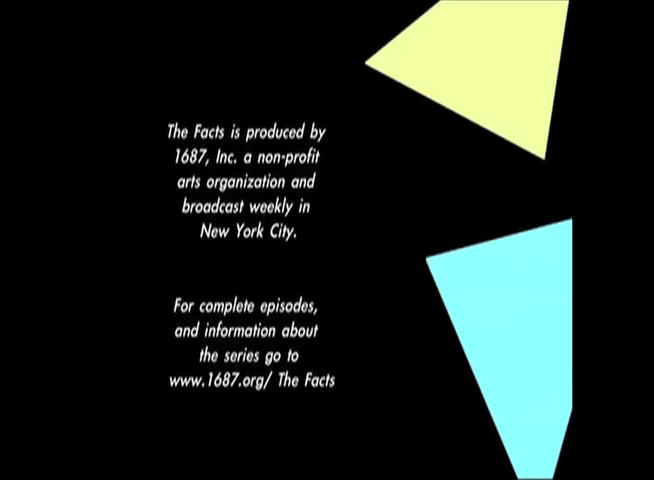 The Facts is produced by
1687, Inc. a non-profit
arts organization and
broadcast weekly in
New York City.
For complete episodes,
and information about
the series go to
www.1687.org/ The Facts